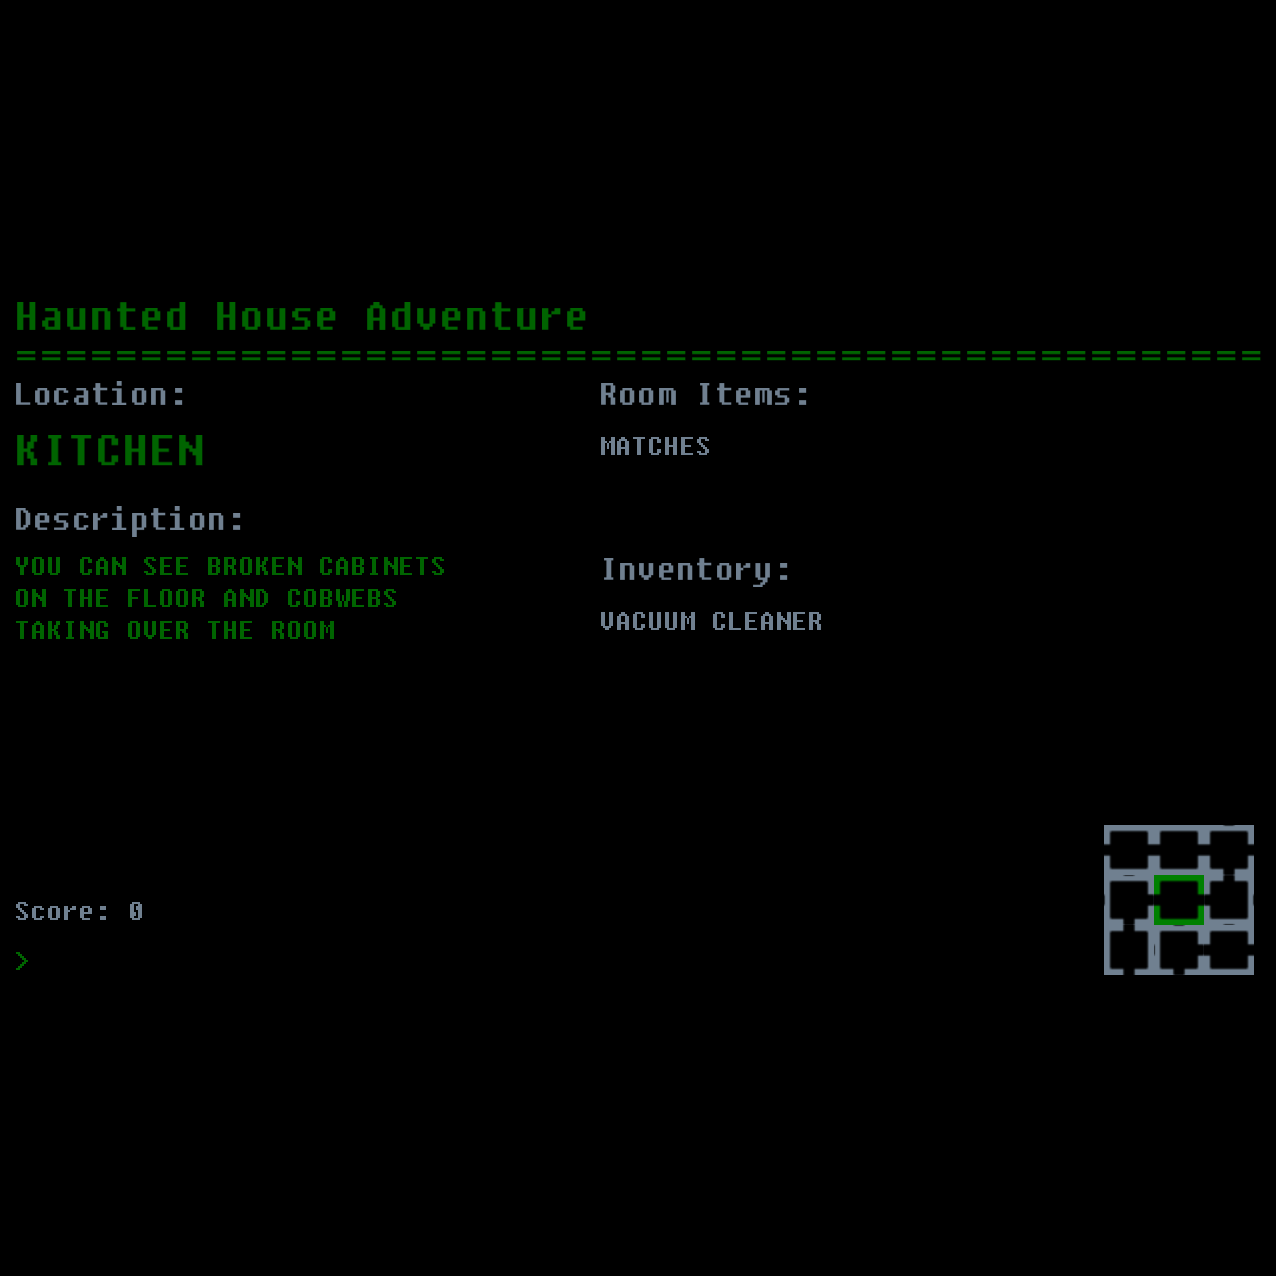 Haunted House Adventure
==================================================
Location:
KITCHEN
Description:
YOU CAN SEE BROKEN CABINETS
ON THE FLOOR AND COBWEBS
TAKING OVER THE ROOM
Room Items:
MATCHES
Inventory:
VACUUM CLEANER
Score: 0
>